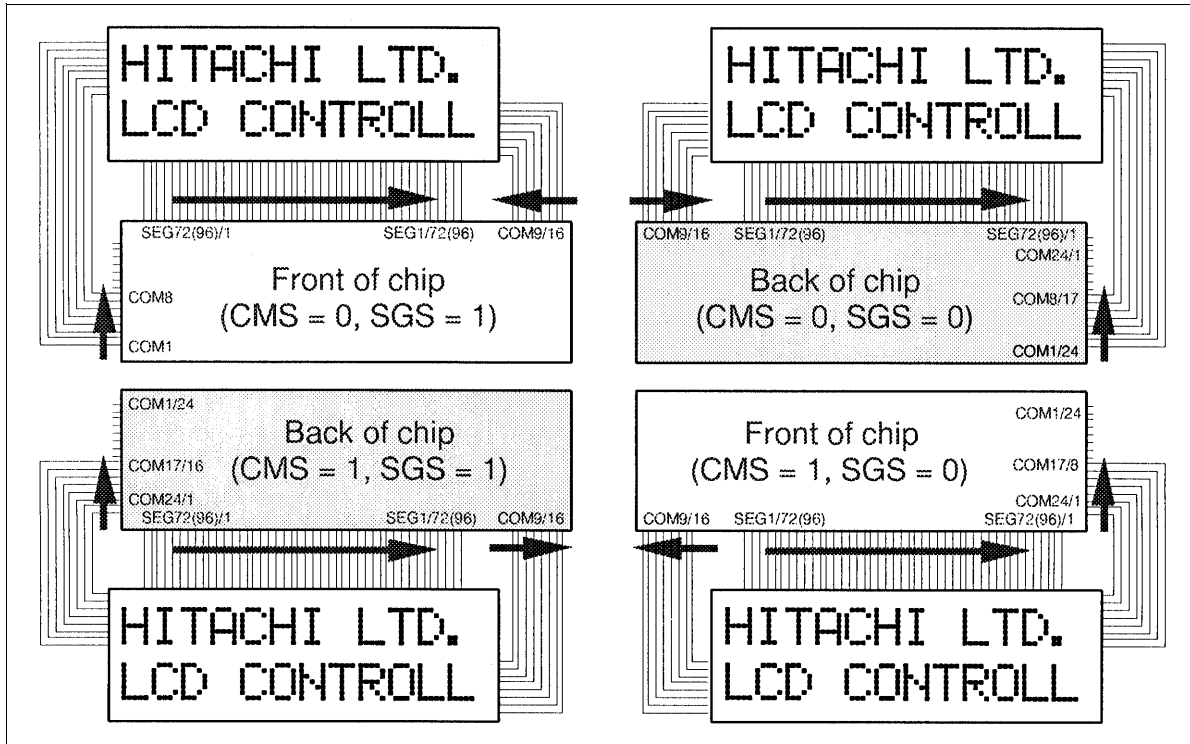 HITACHI LTD.
LCD CONTROLL
SEG72(96)/1 SEG1/72(96) COM9/16
COM8
COM1
Front of chip
(CMS = 0, SGS = 1)
HITACHI LTD.
LCD CONTROLL
COM9/16 SEG1/72(96) SEG72(96)/1
COM24/1
COM8/17
COM1/24
Back of chip
(CMS = 0, SGS = 0)
COM1/24
COM17/16
COM24/1
Back of chip
(CMS = 1, SGS = 1)
SEG72(96)/1 SEG1/72(96) COM9/16
HITACHI LTD.
LCD CONTROLL
COM1/24
COM17/8
COM24/1
Front of chip
(CMS = 1, SGS = 0)
COM9/16 SEG1/72(96) SEG72(96)/1
HITACHI LTD.
LCD CONTROLL